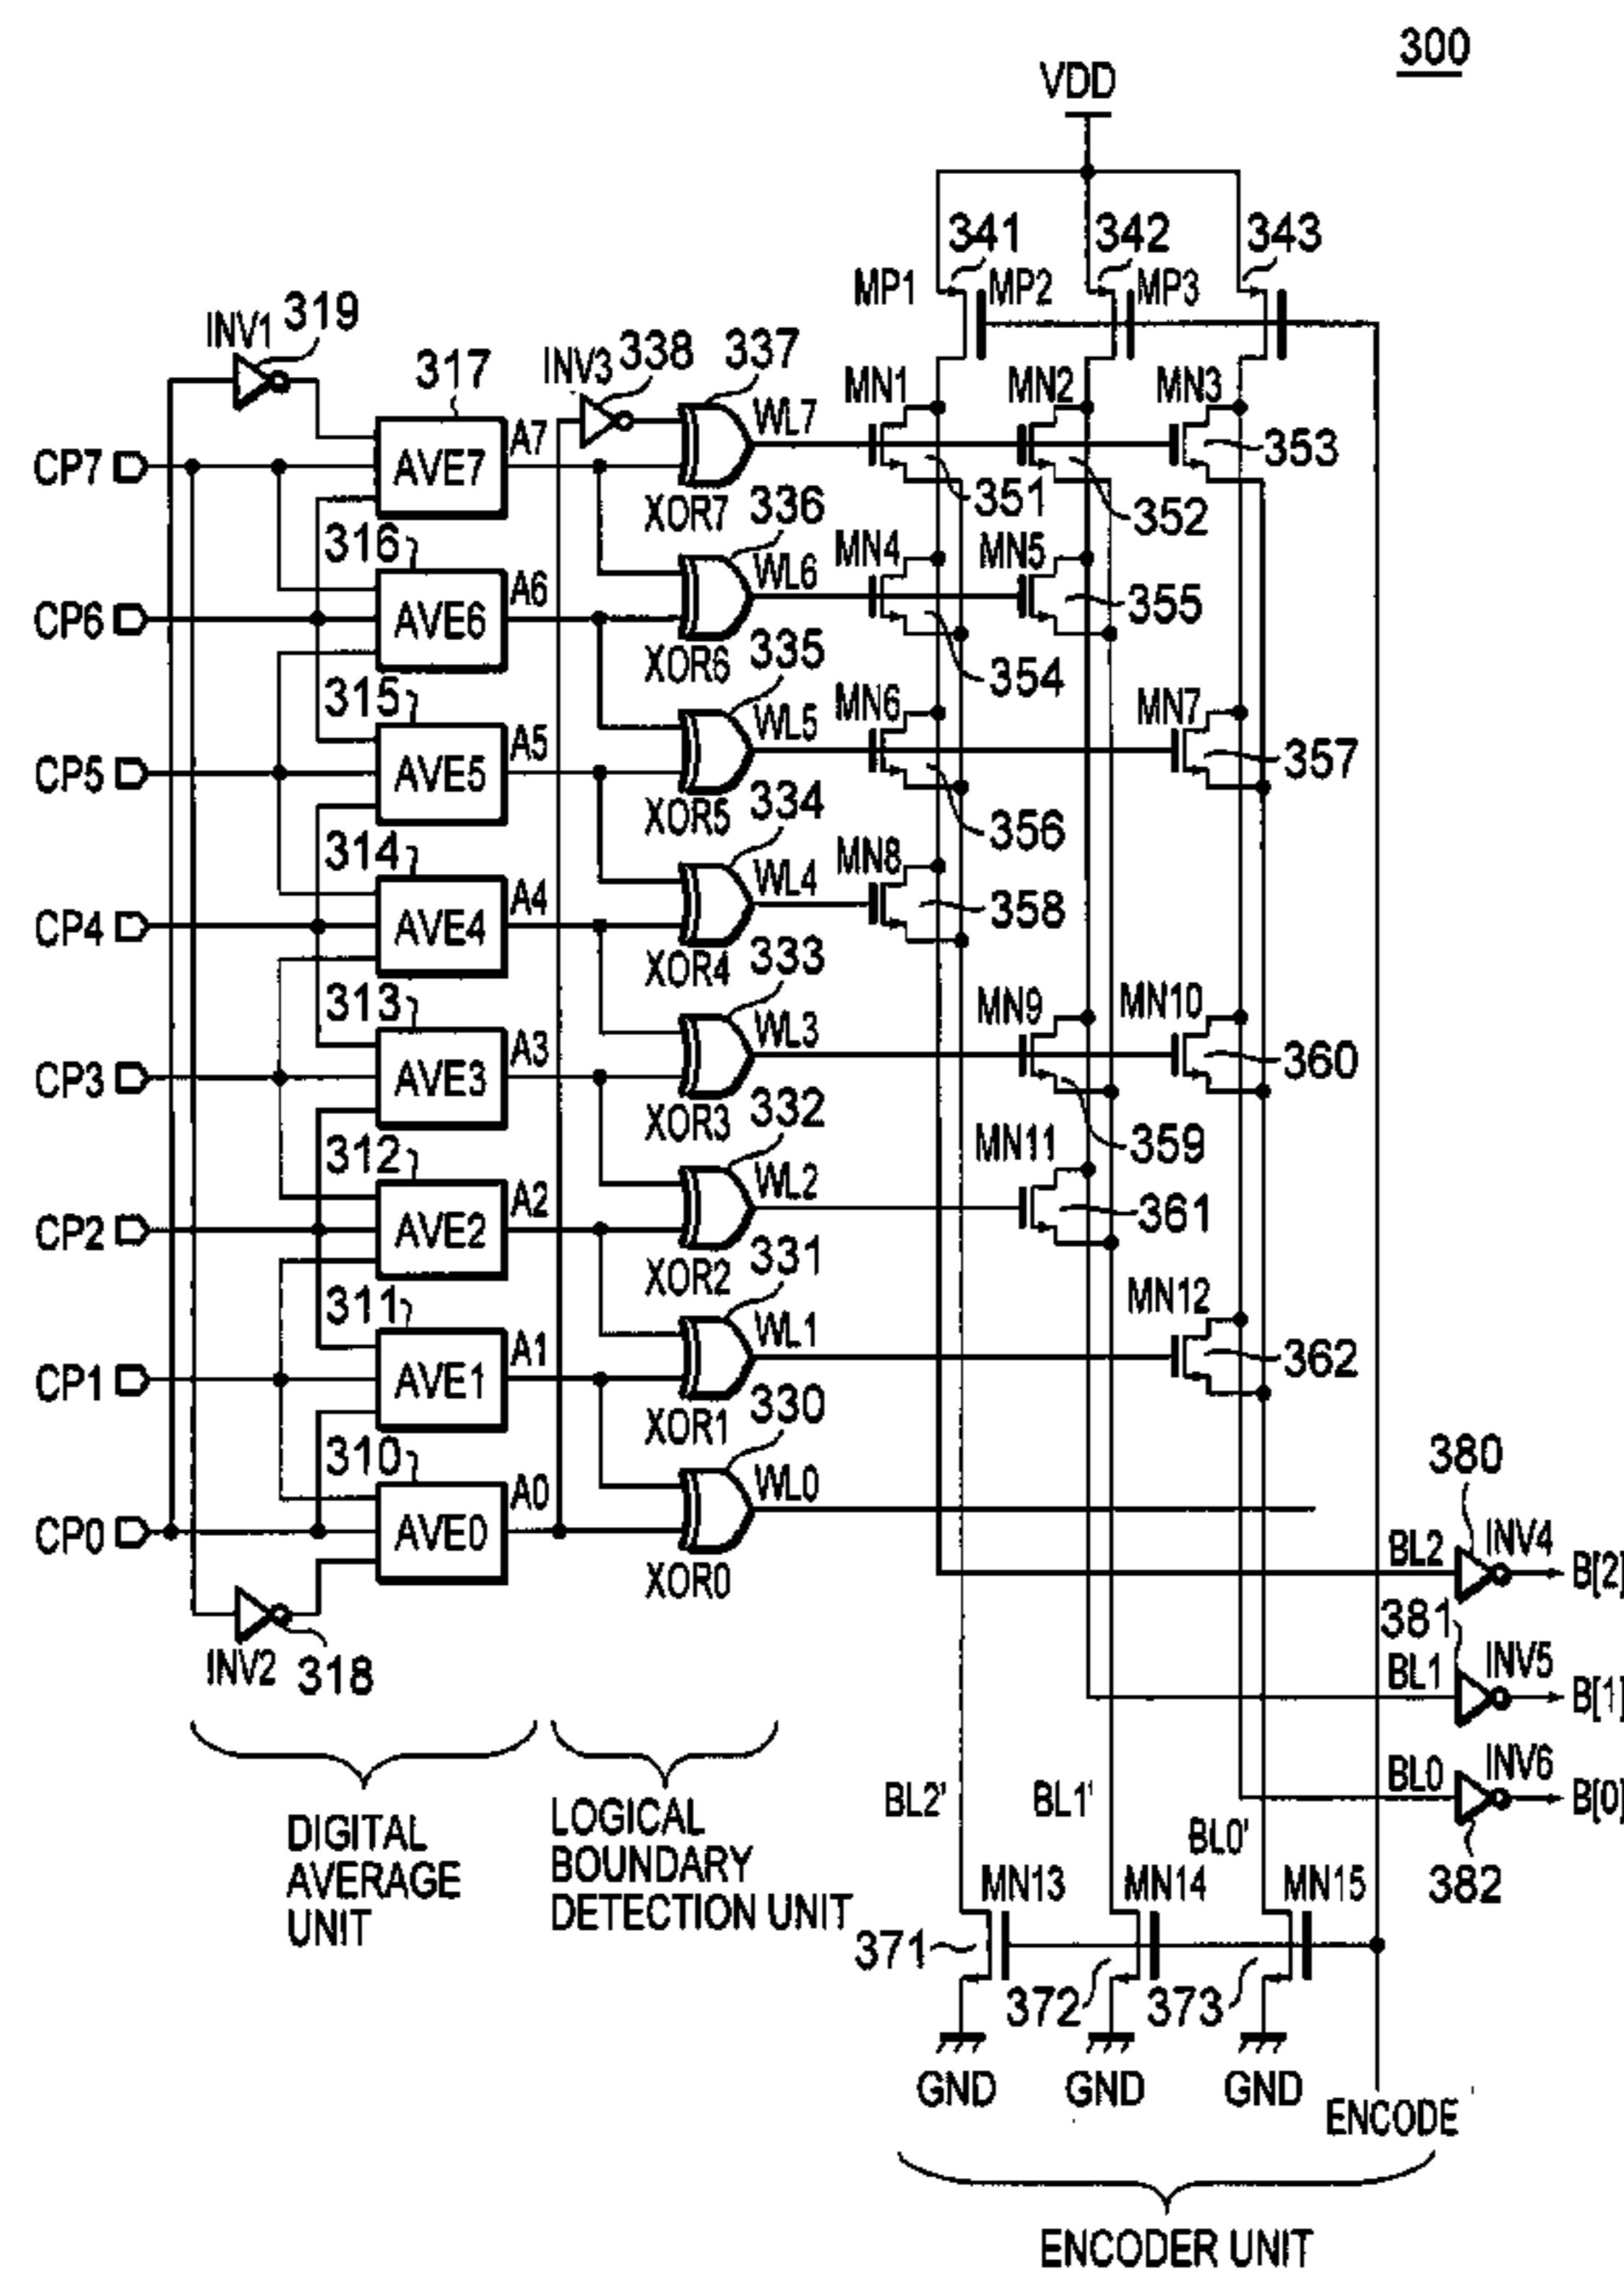 300
VDD
341
342
343
MP1
MP2
MP3
INV1
319
317
INV3
338
337
MN1
MN2
MN3
CP7
AVE7
A7
WL7
353
XOR7
351
352
316
336
MN4
MN5
CP6
AVE6
A6
WL6
355
XOR6
354
315
335
MN6
MN7
CP5
AVE5
A5
WL5
357
XOR5
356
314
334
MN8
CP4
AVE4
A4
WL4
358
XOR4
313
333
MN9
MN10
CP3
AVE3
A3
WL3
360
XOR3
359
312
332
MN11
CP2
AVE2
A2
WL2
361
XOR2
311
331
MN12
CP1
AVE1
A1
WL1
362
XOR1
310
330
CP0
AVE0
A0
WL0
XOR0
380
BL2
INV4
B[2]
INV2
318
381
BL1
INV5
B[1]
BL0
INV6
B[0]
382
DIGITAL
AVERAGE
UNIT
LOGICAL
BOUNDARY
DETECTION UNIT
BL2'
BL1'
BL0'
MN13
MN14
MN15
371
372
373
GND
GND
GND
ENCODE
ENCODER UNIT